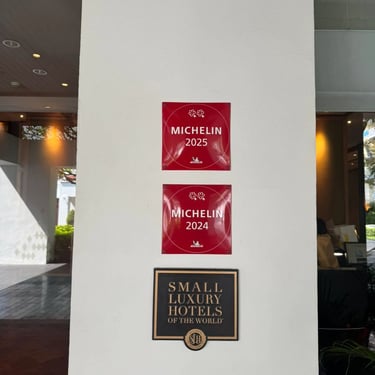 MICHELIN
2025
MICHELIN
2024
SMALL
LUXURY
HOTELS
OF THE WORLD